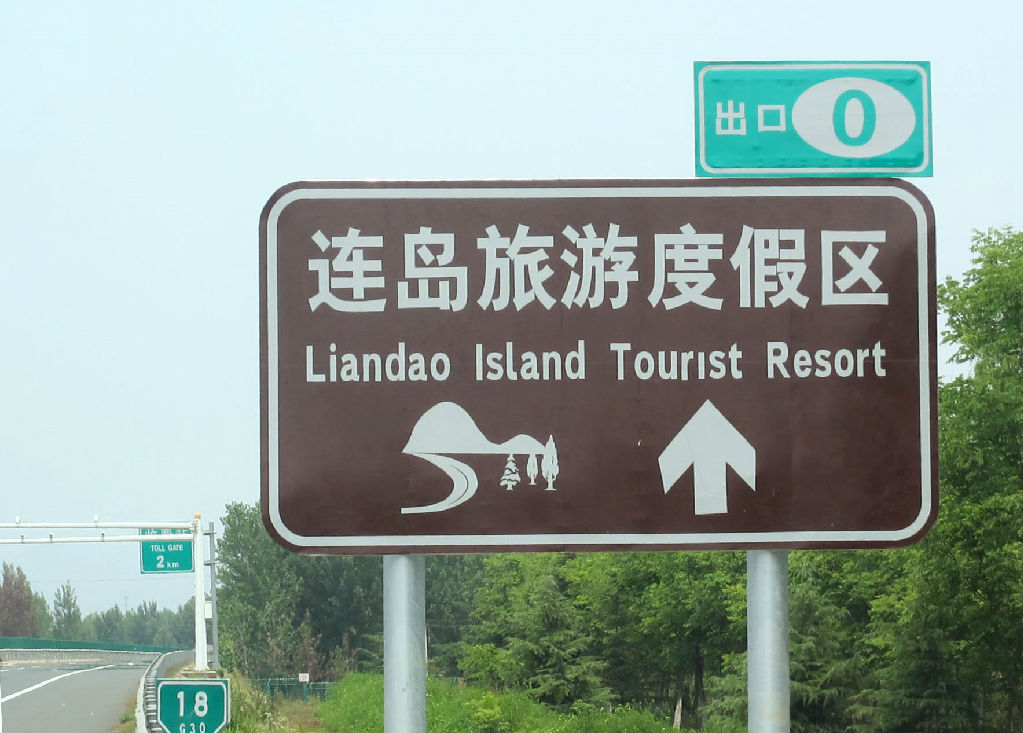 出口 0
连岛旅游度假区
Liandao Island Tourist Resort
TOLL GATE
2 km
18
G30